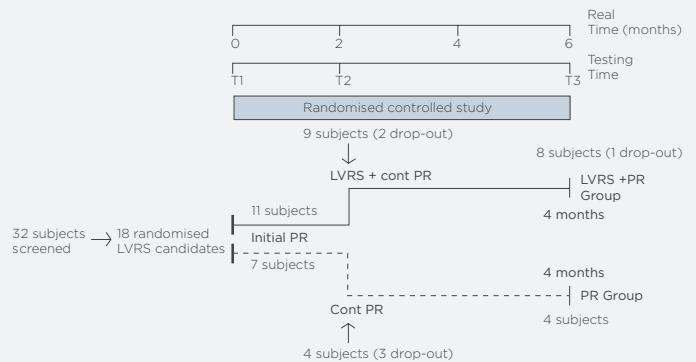 Real
Time (months)
0 2 4 6
Testing
Time
T1 T2 T3
Randomised controlled study
9 subjects (2 drop-out)
8 subjects (1 drop-out)
LVRS + cont PR
LVRS +PR
Group
11 subjects
4 months
32 subjects
screened
18 randomised
LVRS candidates
Initial PR
7 subjects
4 months
PR Group
Cont PR
4 subjects
4 subjects (3 drop-out)